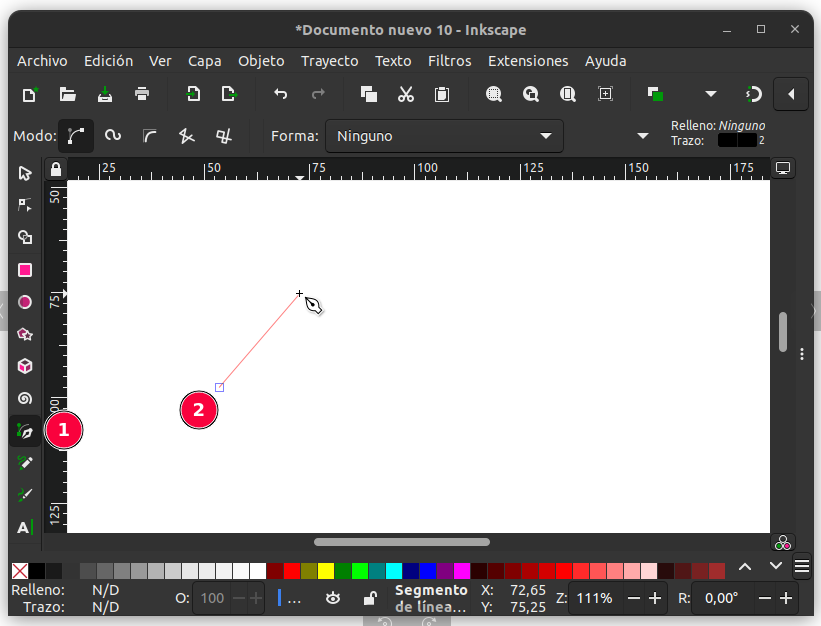 *Documento nuevo 10 - Inkscape
Archivo Edición Ver Capa Objeto Trayecto Texto Filtros Extensiones Ayuda
Modo: Forma: Ninguno Relleno: Ninguno
Trazo: 2
25 50 75 100 125 150 175
50
75
100
125
1
2
A
Relleno: N/D
Trazo: N/D
O: 100 ... Segmento de línea... X: 72,65
Y: 75,25
Z: 111% R: 0,00°